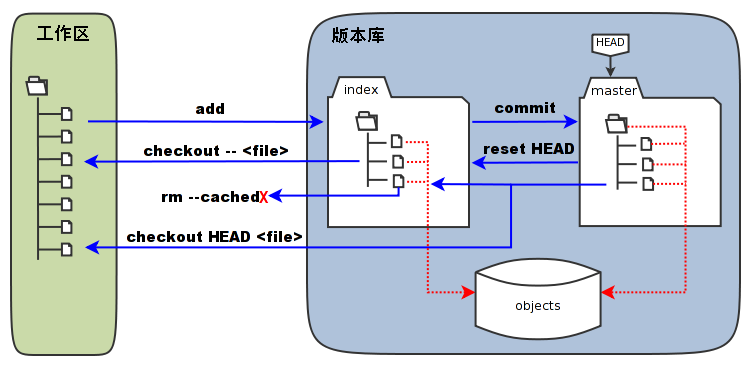 工作区
版本库
HEAD
index
master
add
commit
checkout -- <file>
reset HEAD
rm --cachedX
checkout HEAD <file>
objects